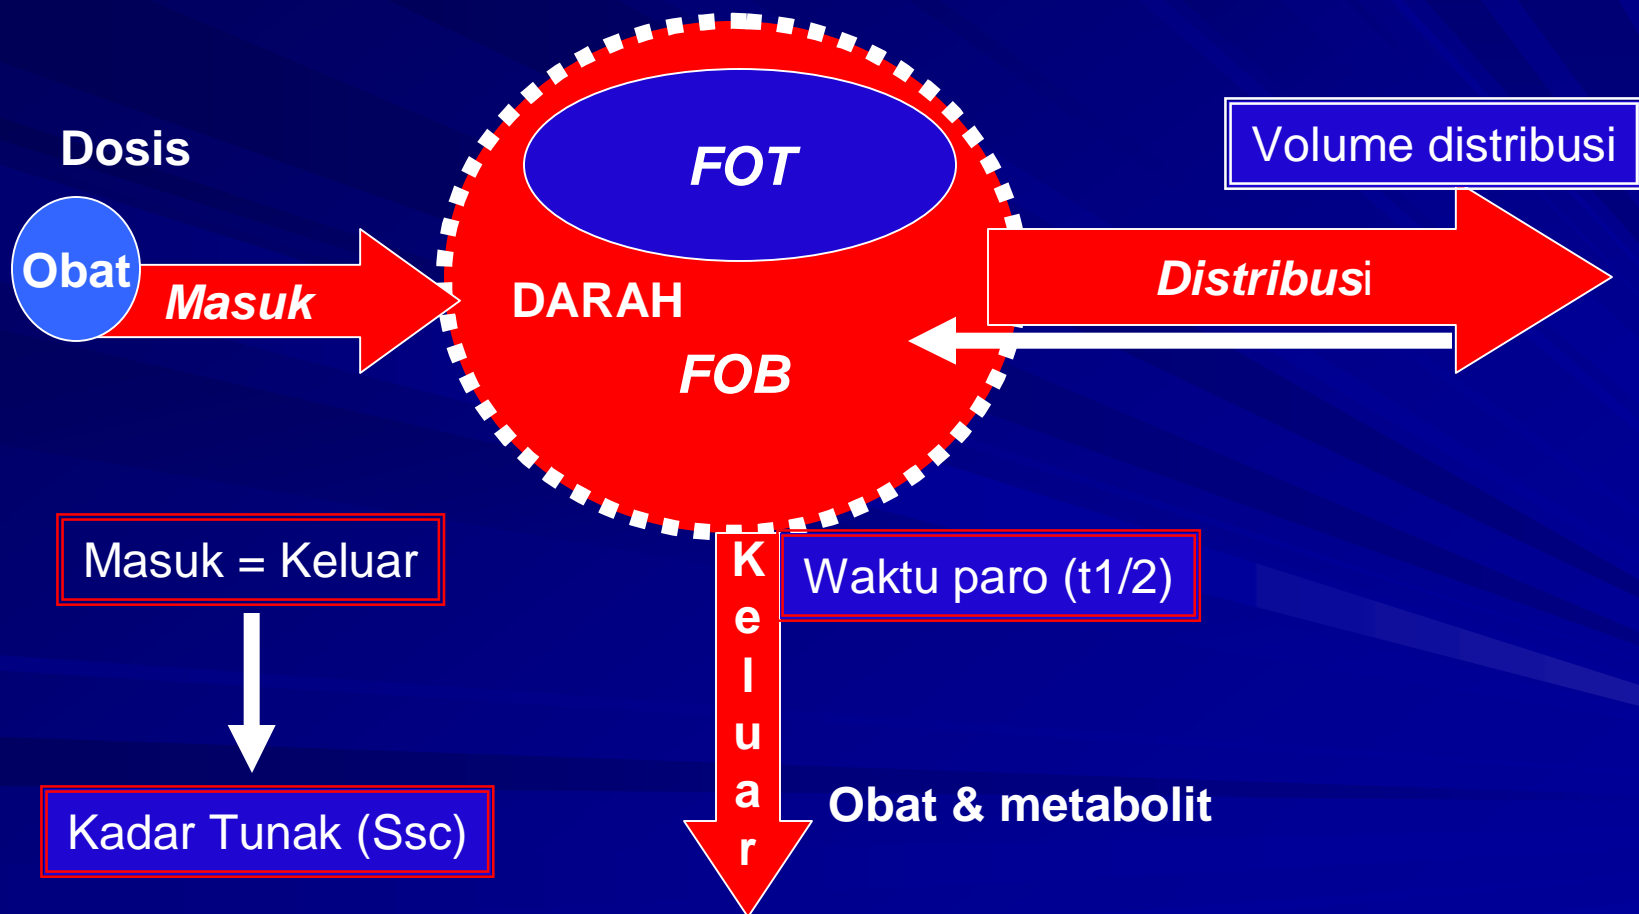 Dosis
Obat
Masuk
FOT
DARAH
FOB
Volume distribusi
Distribusi
Masuk = Keluar
Kadar Tunak (Ssc)
K
e
l
u
a
r
Waktu paro (t1/2)
Obat & metabolit